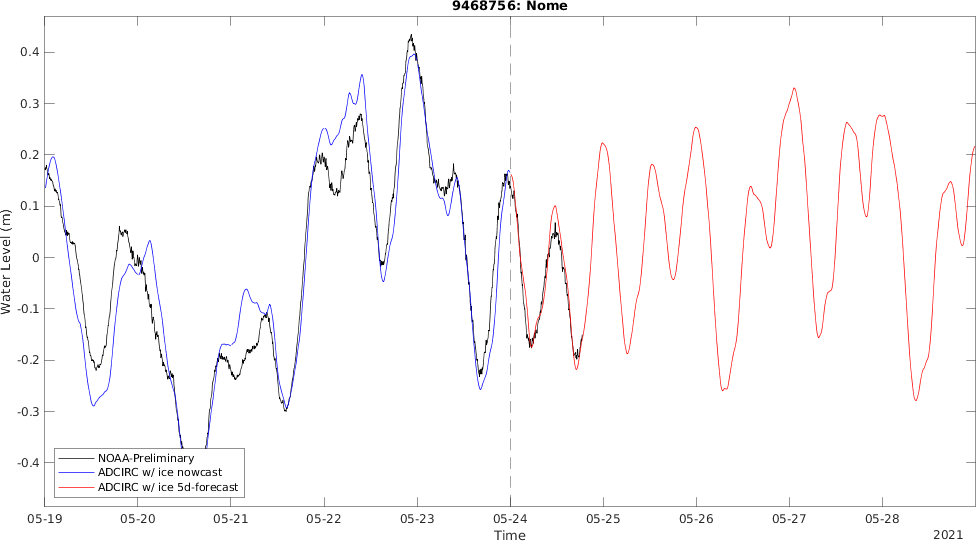 9468756: Nome
0.4
0.3
0.2
0.1
0
-0.1
-0.2
-0.3
-0.4
Water Level (m)
NOAA-Preliminary
ADCIRC w/ ice nowcast
ADCIRC w/ ice 5d-forecast
05-19 05-20 05-21 05-22 05-23 05-24 05-25 05-26 05-27 05-28
Time
2021